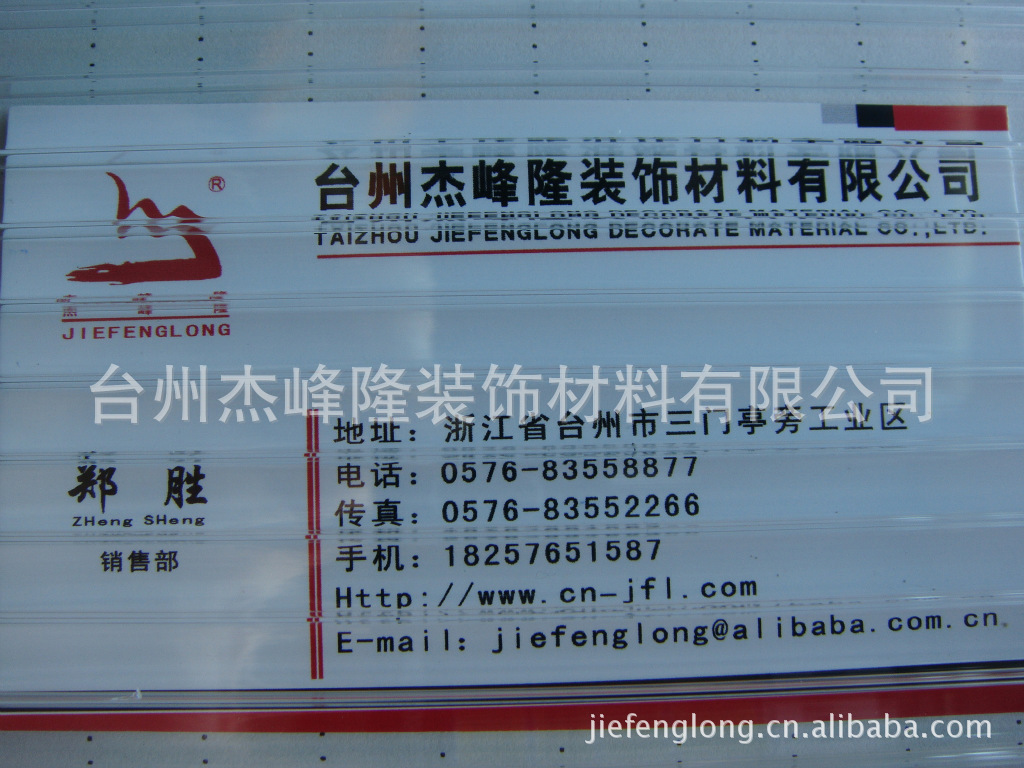 台州杰峰隆装饰材料有限公司
TAIZHOU JIEFENGLONG DECORATE MATERIAL CO.,LTD.
®
杰峰隆
JIEFENGLONG
台州杰峰隆装饰材料有限公司
郑 胜
ZHeng SHeng
销售部
地址：浙江省台州市三门亭旁工业区
电话：0576-83558877
传真：0576-83552266
手机：18257651587
Http://www.cn-jfl.com
E-mail：jiefenglong@alibaba.com.cn
jiefenglong.cn.alibaba.com